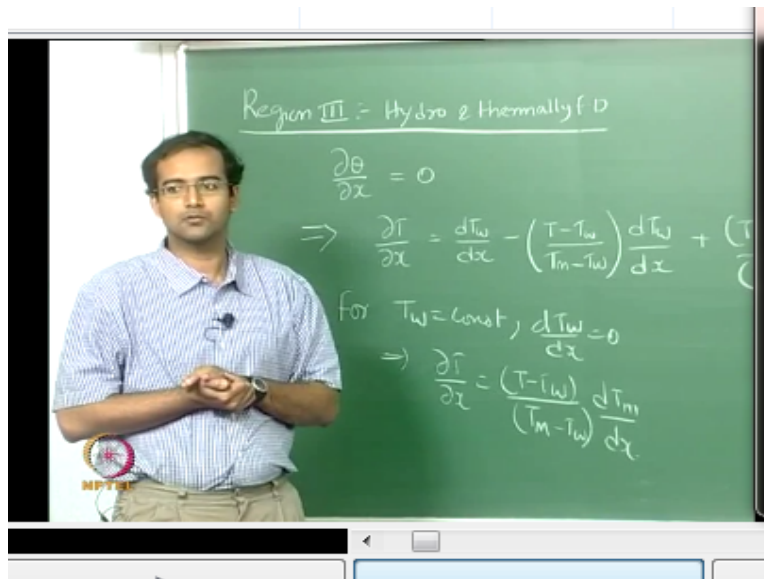 Region III :- Hydro & thermally f D
∂θ/∂x = 0
⇒ ∂T/∂x = dTw/dx - (T-Tw/Tm-Tw) dTw/dx + (T
For Tw = const, dTw/dx = 0
⇒ ∂T/∂x = (T-Tw)/(Tm-Tw) dTm/dx.
NPTEL